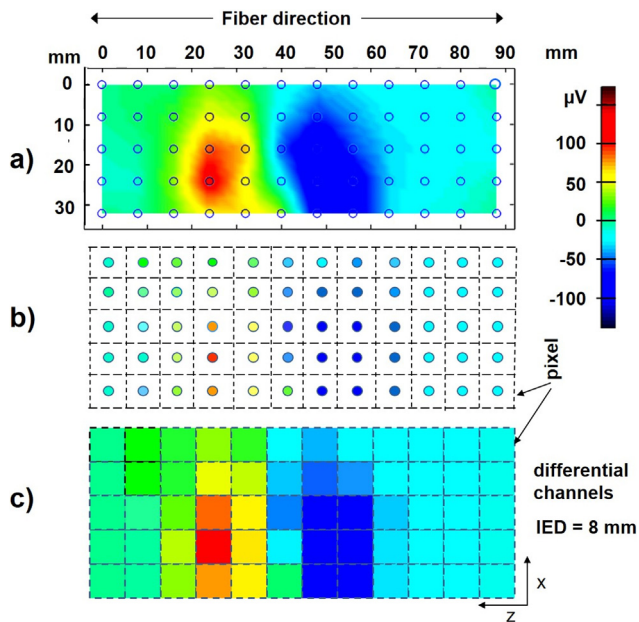 Fiber direction
mm 0 10 20 30 40 50 60 70 80 90 mm
0
10
20
30
a)
µV
100
50
0
-50
-100
b)
pixel
c)
differential
channels
IED = 8 mm
x
z